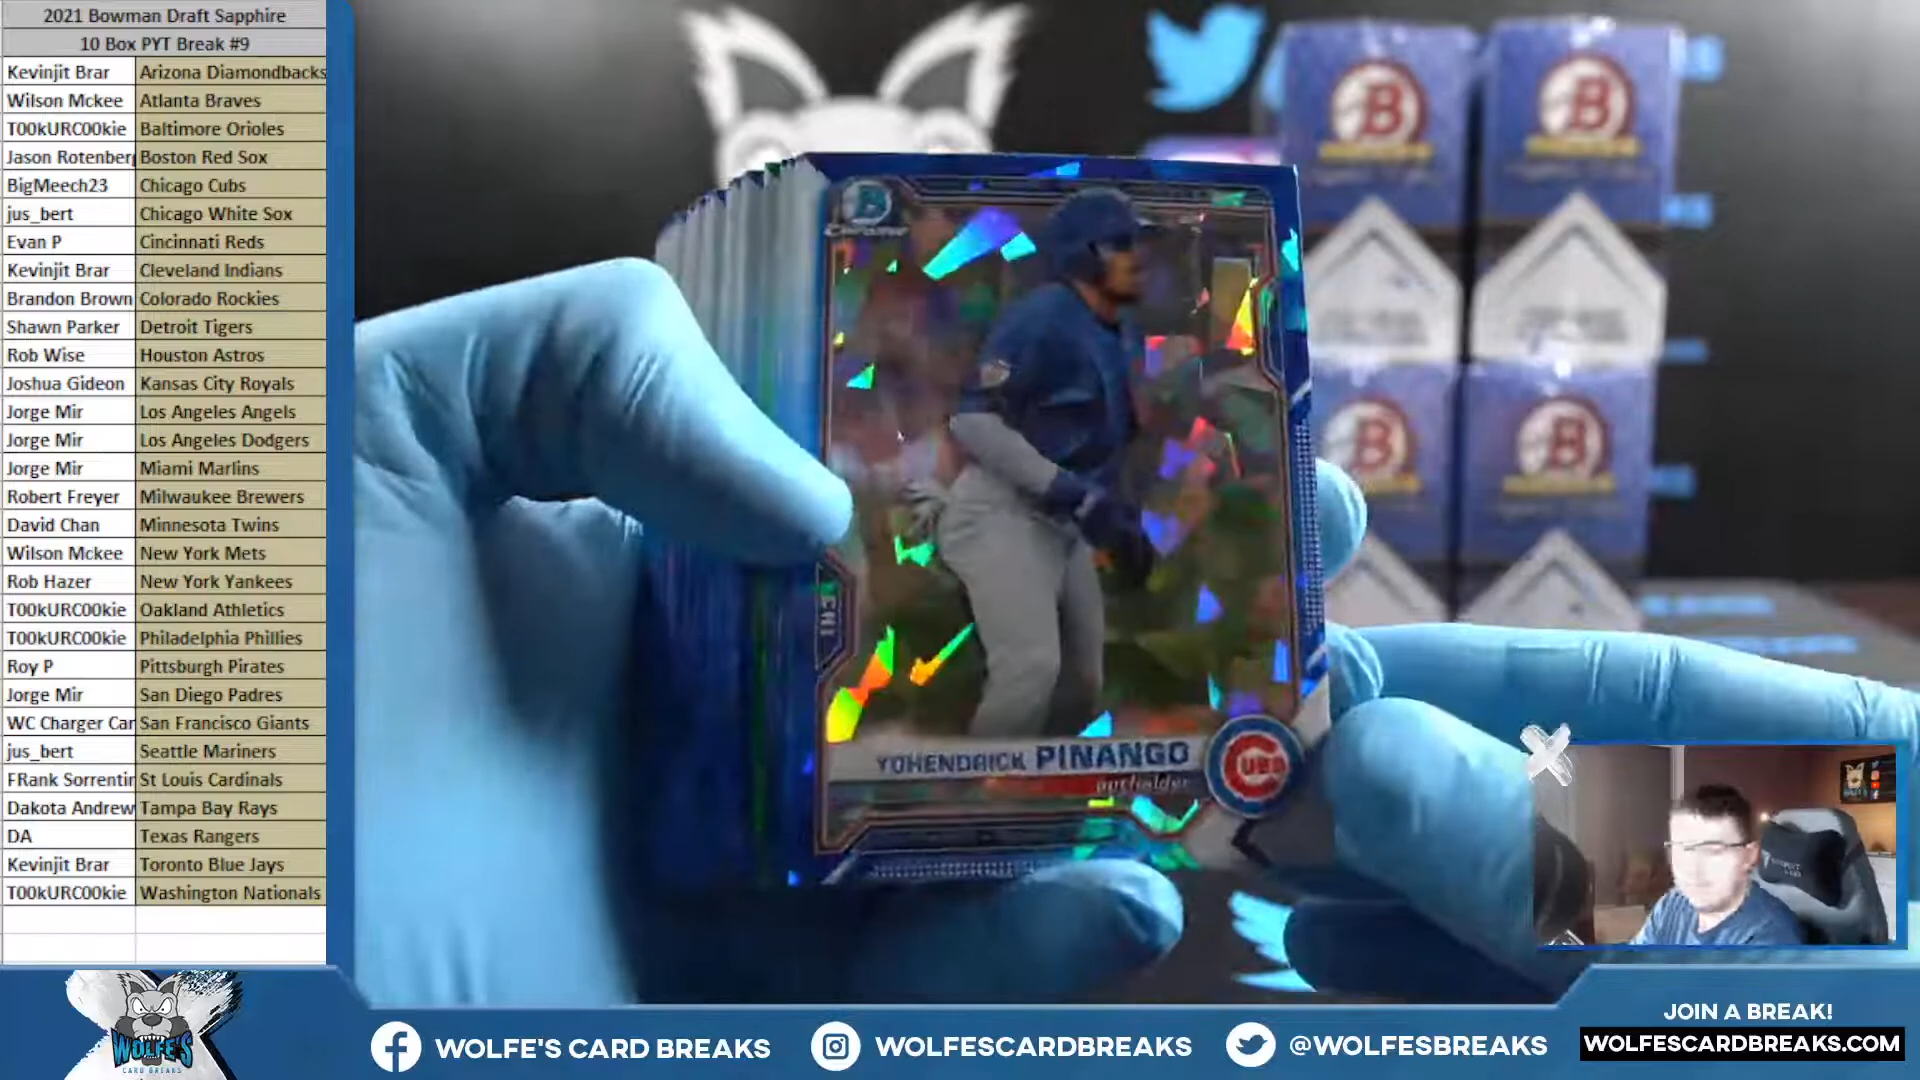 2021 Bowman Draft Sapphire
10 Box PYT Break #9
Kevinjit Brar Arizona Diamondbacks
Wilson Mckee Atlanta Braves
T00kURC00kie Baltimore Orioles
Jason Rotenberg Boston Red Sox
BigMeech23 Chicago Cubs
jus_bert Chicago White Sox
Evan P Cincinnati Reds
Kevinjit Brar Cleveland Indians
Brandon Brown Colorado Rockies
Shawn Parker Detroit Tigers
Rob Wise Houston Astros
Joshua Gideon Kansas City Royals
Jorge Mir Los Angeles Angels
Jorge Mir Los Angeles Dodgers
Jorge Mir Miami Marlins
Robert Freyer Milwaukee Brewers
David Chan Minnesota Twins
Wilson Mckee New York Mets
Rob Hazer New York Yankees
T00kURC00kie Oakland Athletics
T00kURC00kie Philadelphia Phillies
Roy P Pittsburgh Pirates
Jorge Mir San Diego Padres
WC Charger Car San Francisco Giants
jus_bert Seattle Mariners
FRank Sorrentin St Louis Cardinals
Dakota Andrew Tampa Bay Rays
DA Texas Rangers
Kevinjit Brar Toronto Blue Jays
T00kURC00kie Washington Nationals
B
Chrome
YOHENDRICK PINANGO
outfielder
CUBS
B
B
B
B
WOLFE'S
CARD BREAKS
WOLFE'S CARD BREAKS
WOLFESCARDBREAKS
@WOLFESBREAKS
JOIN A BREAK!
WOLFESCARDBREAKS.COM